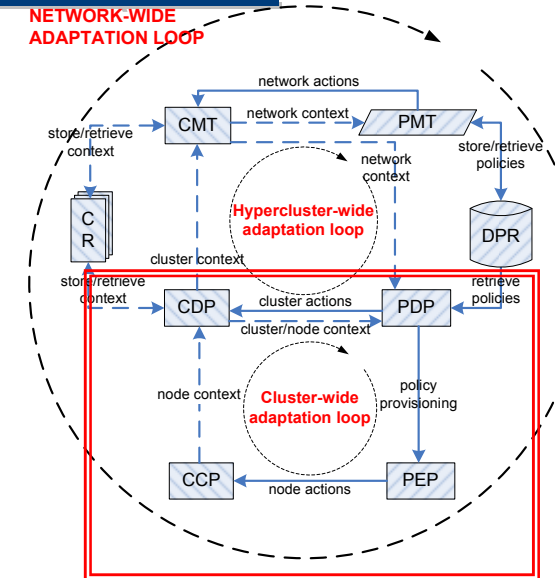 NETWORK-WIDE
ADAPTATION LOOP
network actions
CMT
network context
PMT
store/retrieve
context
network
context
store/retrieve
policies
C
R
Hypercluster-wide
adaptation loop
DPR
cluster context
store/retrieve
context
retrieve
policies
CDP
cluster actions
PDP
cluster/node context
node context
Cluster-wide
adaptation loop
policy
provisioning
CCP
node actions
PEP